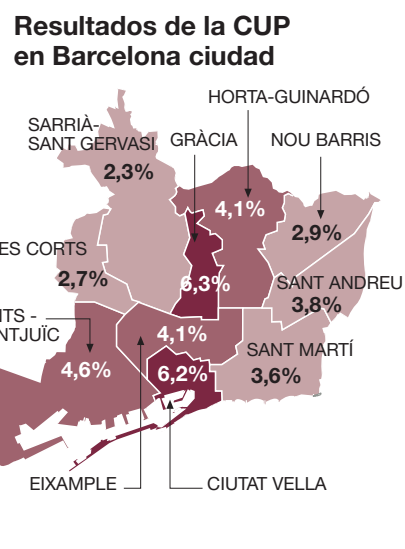 Resultados de la CUP
en Barcelona ciudad
HORTA-GUINARDÓ
SARRIÀ-
SANT GERVASI
2,3%
GRÀCIA
NOU BARRIS
4,1%
2,9%
ES CORTS
2,7%
6,3%
SANT ANDREU
3,8%
TS -
NTJUÏC
4,1%
SANT MARTÍ
4,6%
6,2%
3,6%
EIXAMPLE
CIUTAT VELLA